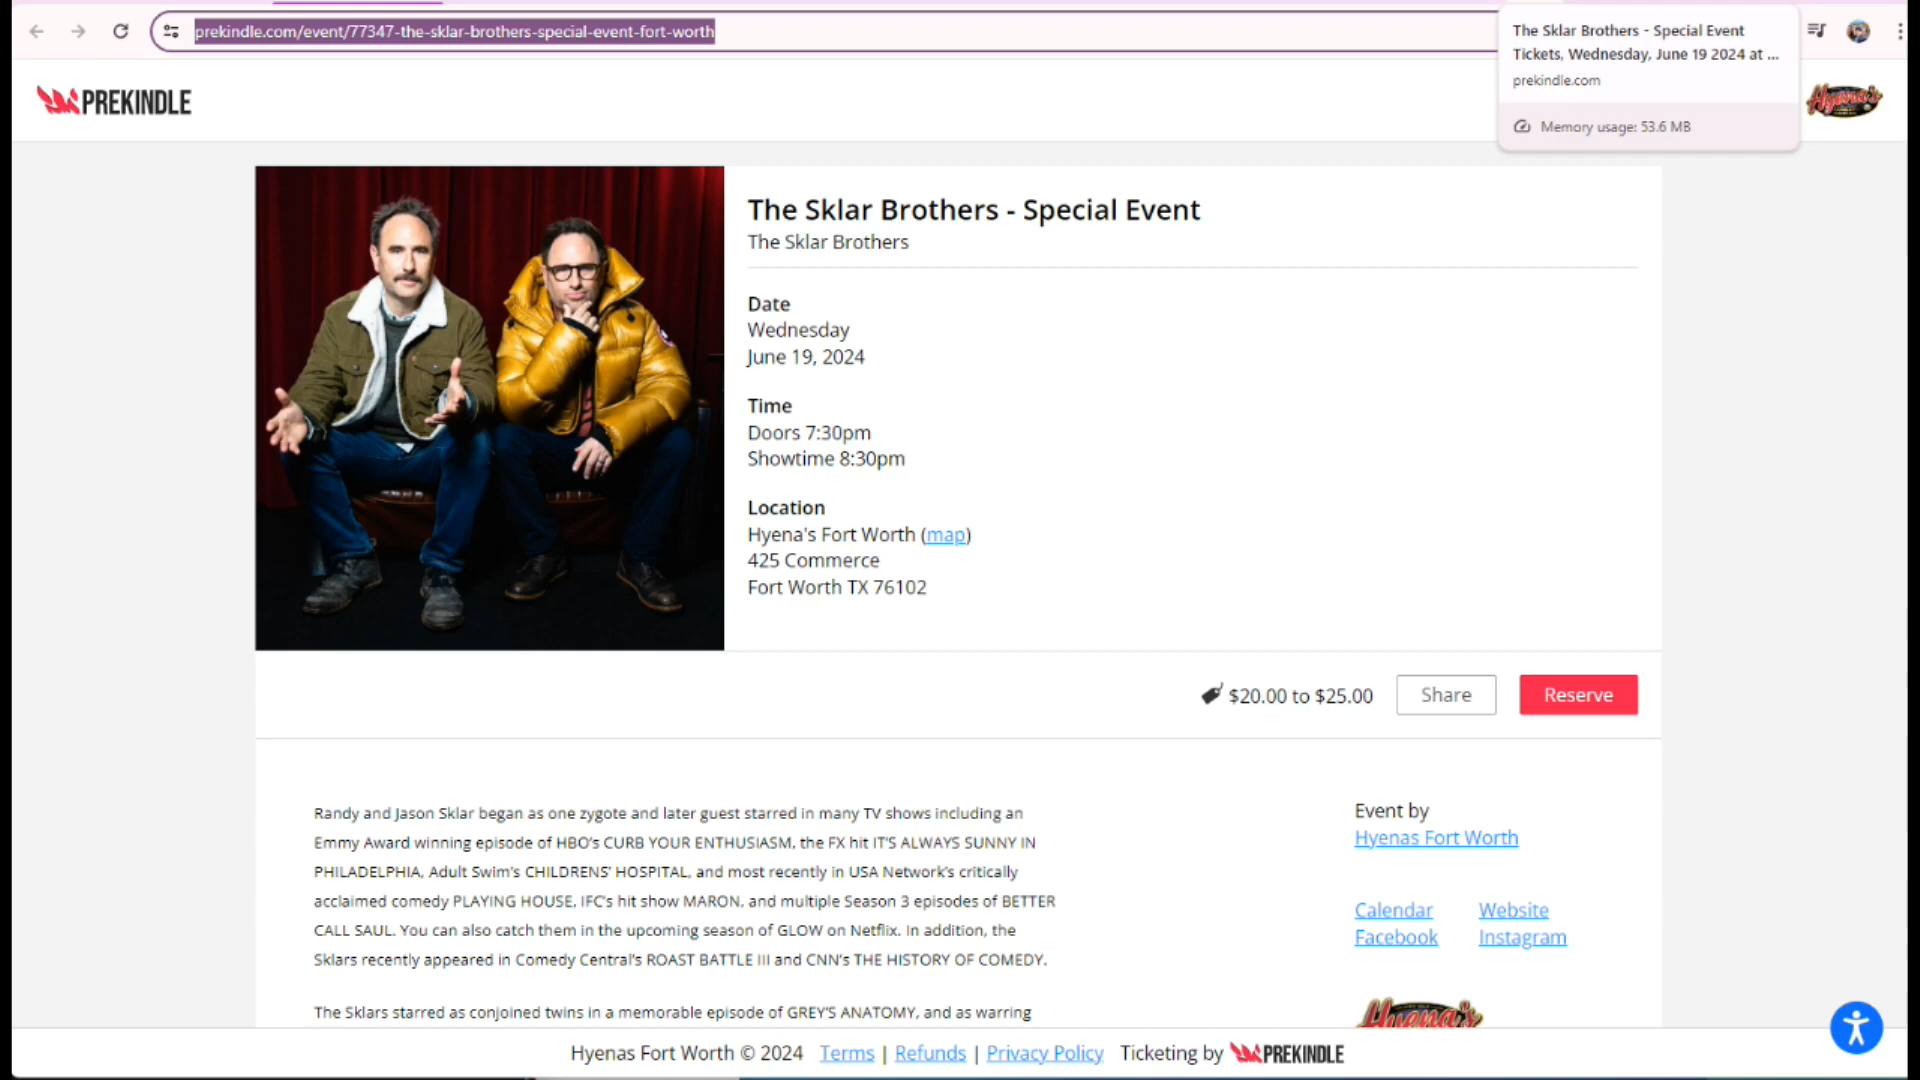 prekindle.com/event/77347-the-sklar-brothers-special-event-fort-worth
The Sklar Brothers - Special Event
Tickets, Wednesday, June 19 2024 at ...
prekindle.com
Memory usage: 53.6 MB
PREKINDLE
Hyena's
The Sklar Brothers - Special Event
The Sklar Brothers
Date
Wednesday
June 19, 2024
Time
Doors 7:30pm
Showtime 8:30pm
Location
Hyena's Fort Worth (map)
425 Commerce
Fort Worth TX 76102
$20.00 to $25.00
Share
Reserve
Randy and Jason Sklar began as one zygote and later guest starred in many TV shows including an
Emmy Award winning episode of HBO's CURB YOUR ENTHUSIASM, the FX hit IT'S ALWAYS SUNNY IN
PHILADELPHIA, Adult Swim's CHILDRENS' HOSPITAL, and most recently in USA Network's critically
acclaimed comedy PLAYING HOUSE, IFC's hit show MARON, and multiple Season 3 episodes of BETTER
CALL SAUL. You can also catch them in the upcoming season of GLOW on Netflix. In addition, the
Sklars recently appeared in Comedy Central's ROAST BATTLE III and CNN's THE HISTORY OF COMEDY.
The Sklars starred as conjoined twins in a memorable episode of GREY'S ANATOMY, and as warring
Event by
Hyenas Fort Worth
Calendar Website
Facebook Instagram
Hyena's
Hyenas Fort Worth © 2024 Terms | Refunds | Privacy Policy Ticketing by PREKINDLE